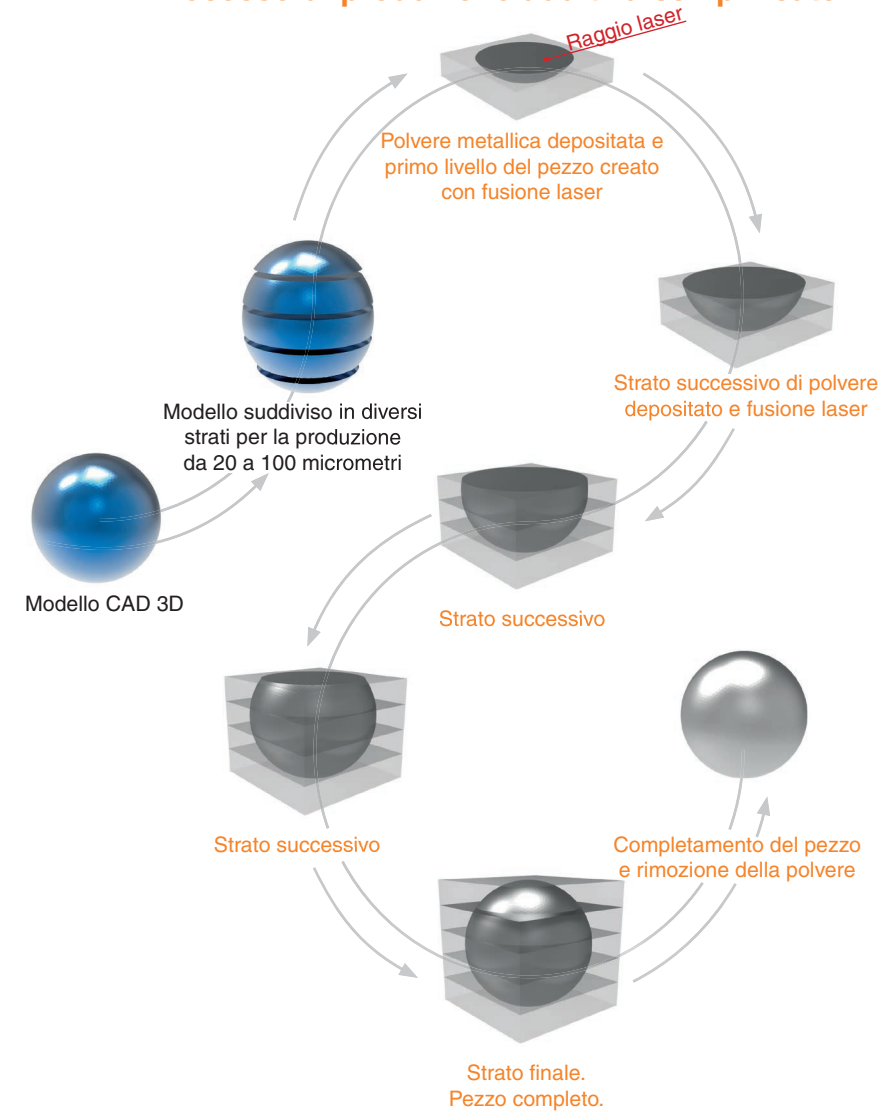 Raggio laser
Polvere metallica depositata e
primo livello del pezzo creato
con fusione laser
Strato successivo di polvere
depositato e fusione laser
Modello suddiviso in diversi
strati per la produzione
da 20 a 100 micrometri
Modello CAD 3D
Strato successivo
Strato successivo
Completamento del pezzo
e rimozione della polvere
Strato finale.
Pezzo completo.